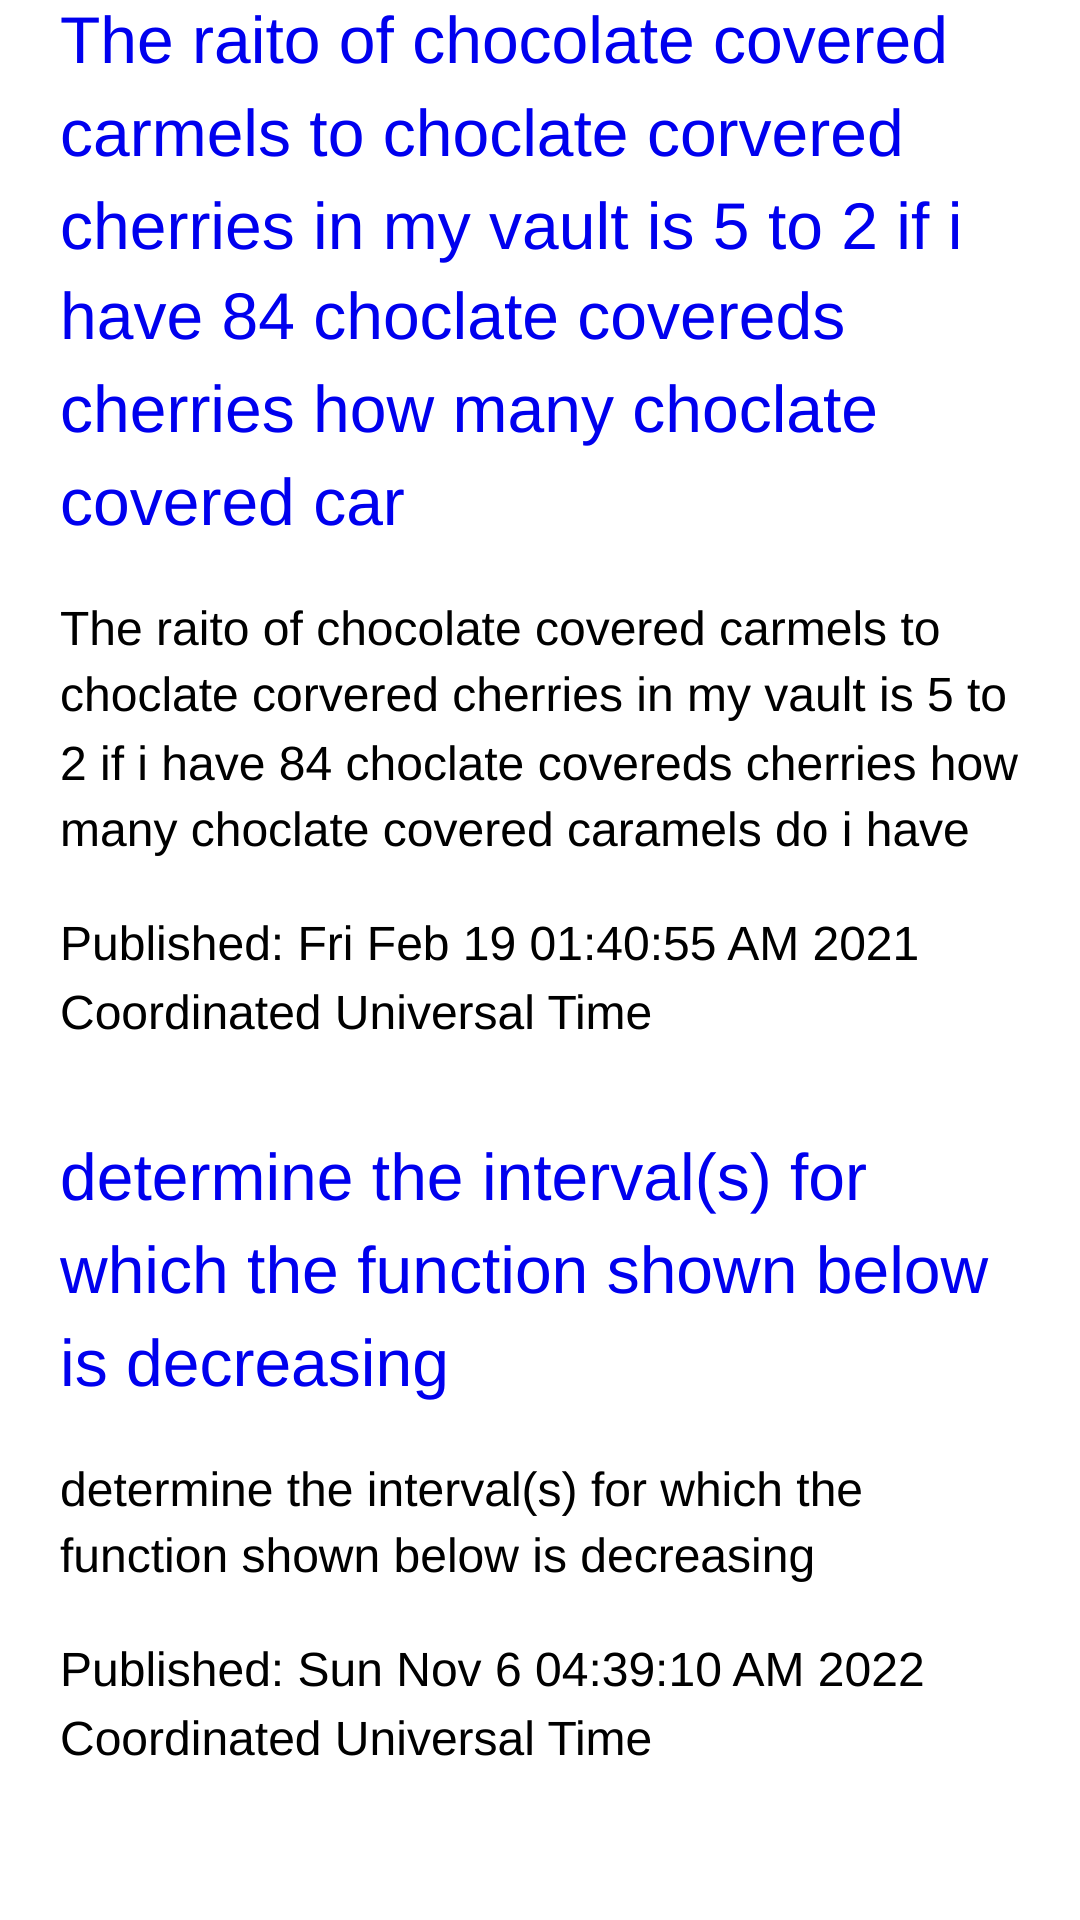 The raito of chocolate covered
carmels to choclate corvered
cherries in my vault is 5 to 2 if i
have 84 choclate covereds
cherries how many choclate
covered car
The raito of chocolate covered carmels to
choclate corvered cherries in my vault is 5 to
2 if i have 84 choclate covereds cherries how
many choclate covered caramels do i have
Published: Fri Feb 19 01:40:55 AM 2021
Coordinated Universal Time
determine the interval(s) for
which the function shown below
is decreasing
determine the interval(s) for which the
function shown below is decreasing
Published: Sun Nov 6 04:39:10 AM 2022
Coordinated Universal Time